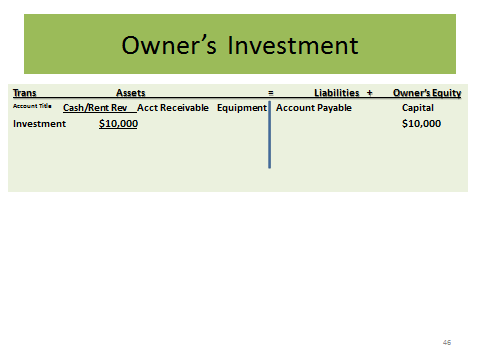 Owner's Investment
Trans Assets = Liabilities + Owner's Equity
Account Title Cash/Rent Rev Acct Receivable Equipment Account Payable Capital
Investment $10,000 $10,000
46